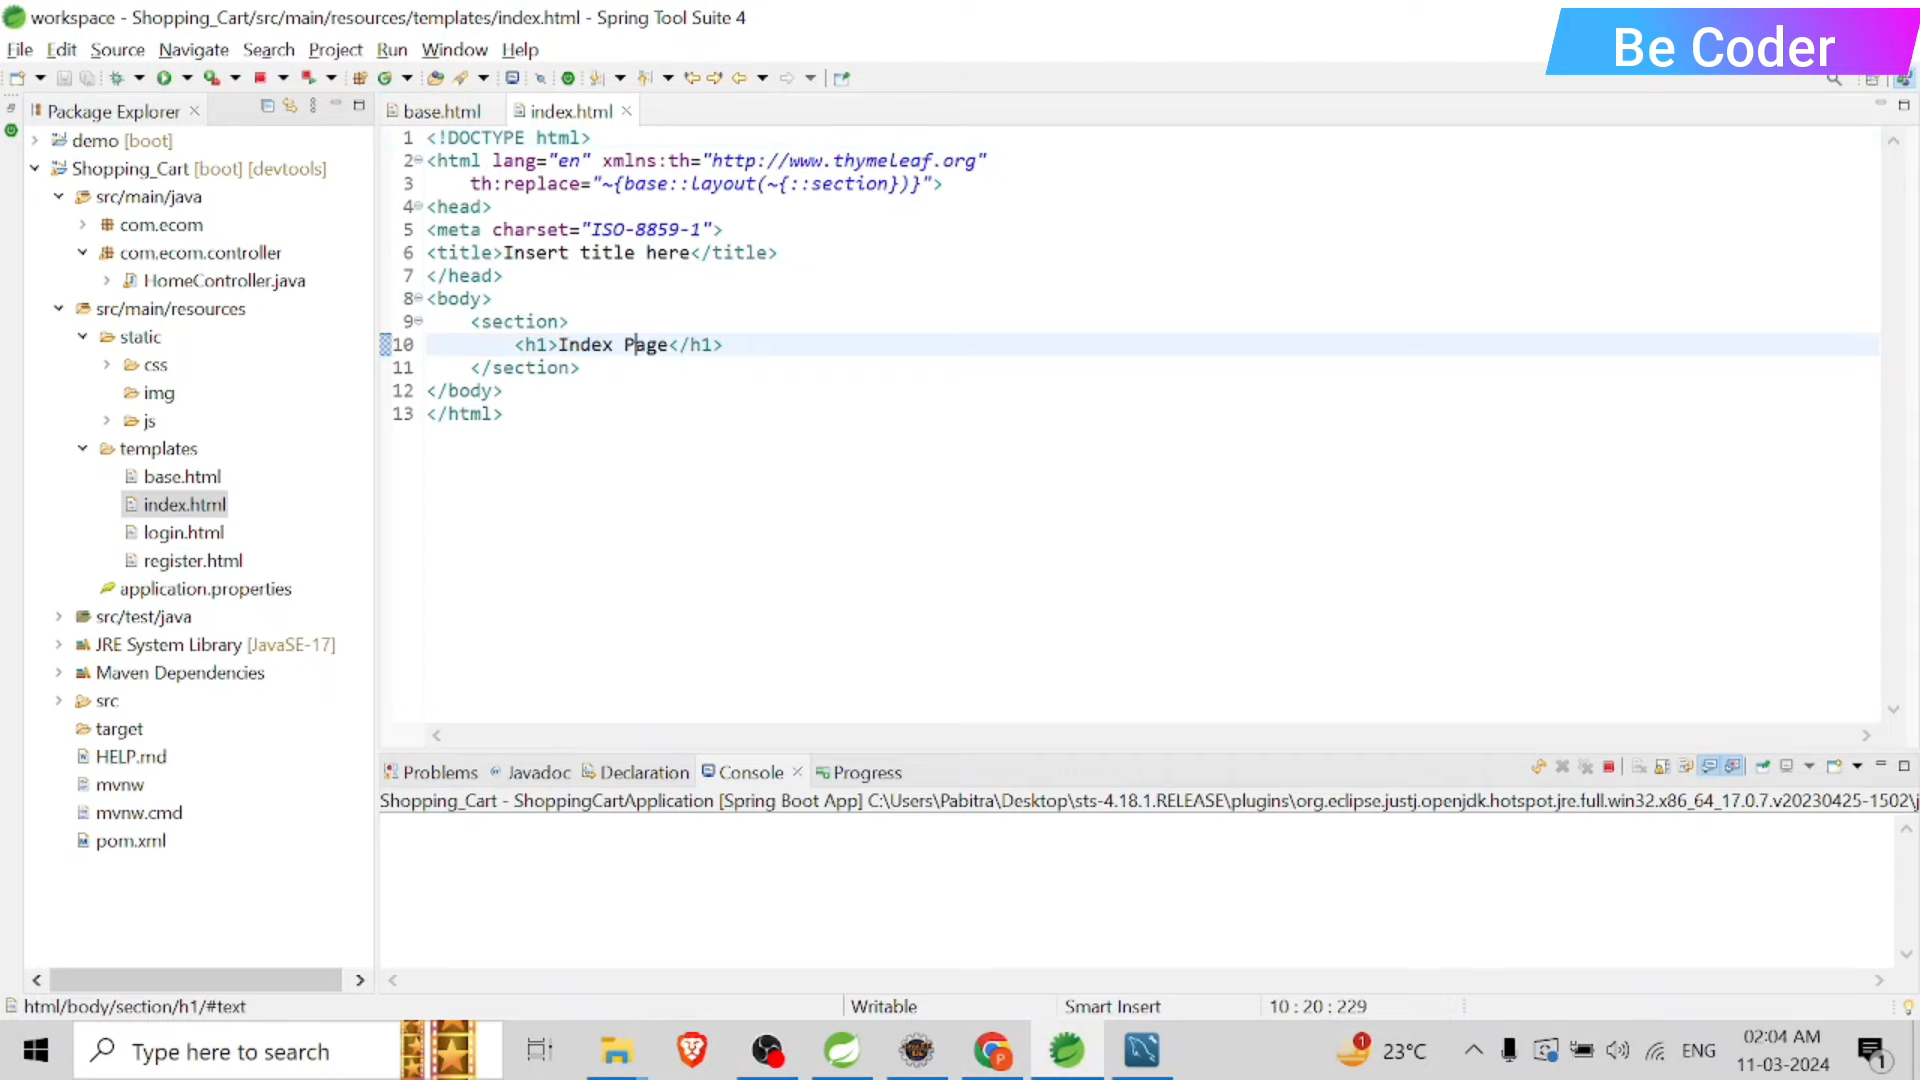 workspace - Shopping_Cart/src/main/resources/templates/index.html - Spring Tool Suite 4
Be Coder
File Edit Source Navigate Search Project Run Window Help
Package Explorer
base.html
index.html
demo [boot]
Shopping_Cart [boot] [devtools]
src/main/java
com.ecom
com.ecom.controller
HomeController.java
src/main/resources
static
css
img
js
templates
base.html
index.html
login.html
register.html
application.properties
src/test/java
JRE System Library [JavaSE-17]
Maven Dependencies
src
target
HELP.md
mvnw
mvnw.cmd
pom.xml
1 <!DOCTYPE html>
2 <html lang="en" xmlns:th="http://www.thymeleaf.org"
3 th:replace="~{base::layout(~{::section})}">
4 <head>
5 <meta charset="ISO-8859-1">
6 <title>Insert title here</title>
7 </head>
8 <body>
9 <section>
10 <h1>Index Page</h1>
11 </section>
12 </body>
13 </html>
Problems Javadoc Declaration Console Progress
Shopping_Cart - ShoppingCartApplication [Spring Boot App] C:\Users\Pabitra\Desktop\sts-4.18.1.RELEASE\plugins\org.eclipse.justj.openjdk.hotspot.jre.full.win32.x86_64_17.0.7.v20230425-1502\j
html/body/section/h1/#text
Writable
Smart Insert
10 : 20 : 229
Type here to search
1
23°C
ENG
02:04 AM
11-03-2024
1